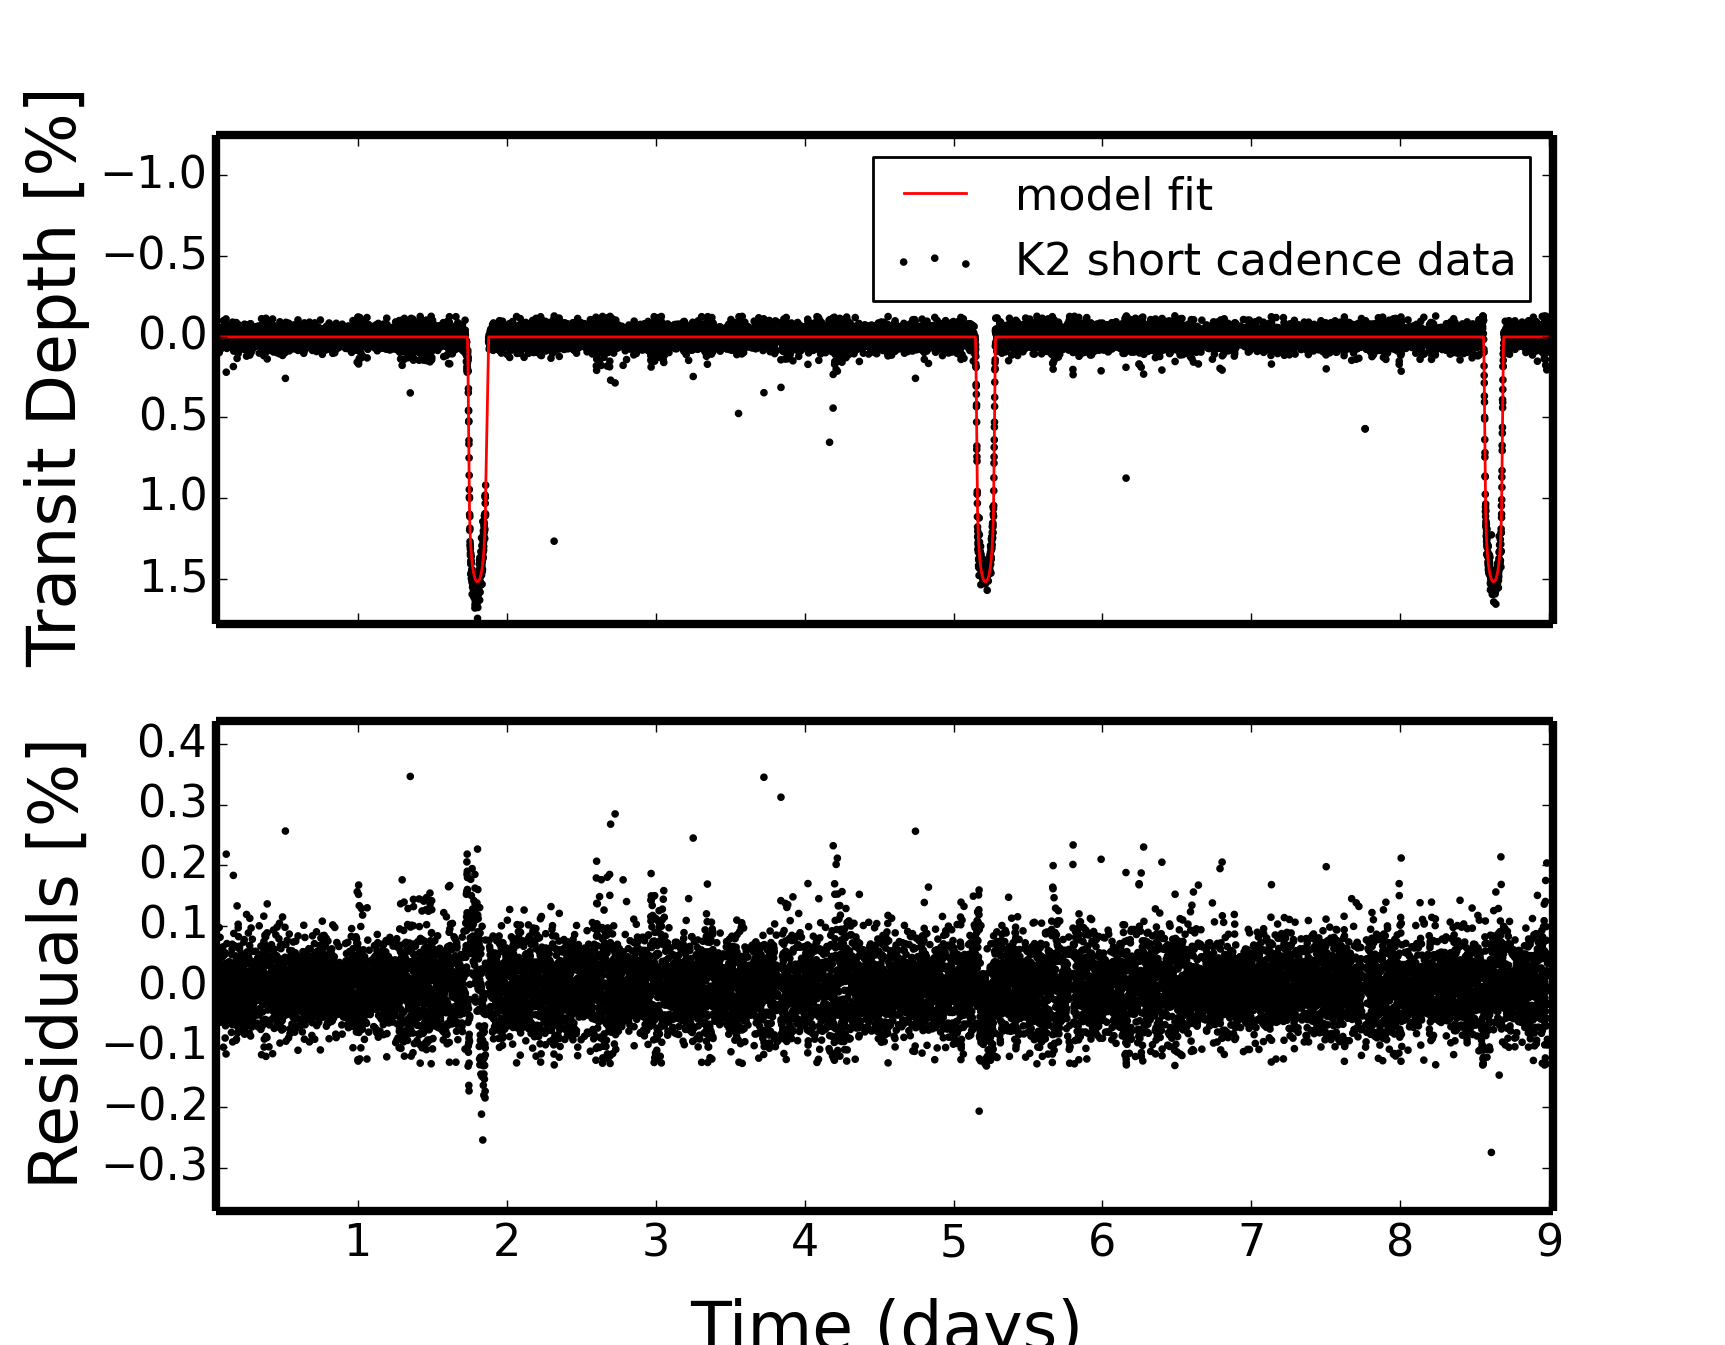 Transit Depth [%]
−1.0
−0.5
0.0
0.5
1.0
1.5
model fit
K2 short cadence data
Residuals [%]
0.4
0.3
0.2
0.1
0.0
−0.1
−0.2
−0.3
1 2 3 4 5 6 7 8 9
Time (days)